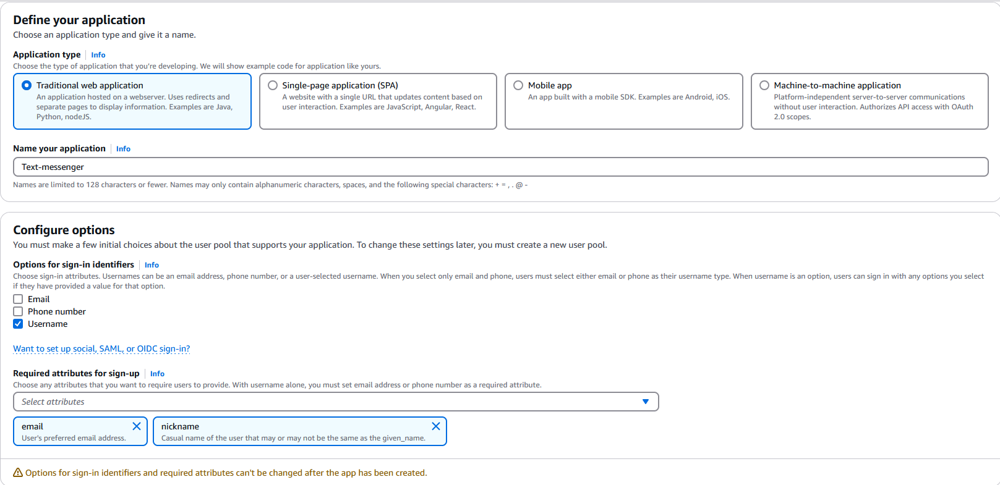 Define your application
Choose an application type and give it a name.
Application type Info
Choose the type of application that you're developing. We will show example code for application like yours.
Traditional web application
An application hosted on a webserver. Uses redirects and
separate pages to display information. Examples are Java,
Python, nodeJS.
Single-page application (SPA)
A website with a single URL that updates content based on
user interaction. Examples are JavaScript, Angular, React.
Mobile app
An app built with a mobile SDK. Examples are Android, iOS.
Machine-to-machine application
Platform-independent server-to-server communications
without user interaction. Authorizes API access with OAuth
2.0 scopes.
Name your application Info
Text-messenger
Names are limited to 128 characters or fewer. Names may only contain alphanumeric characters, spaces, and the following special characters: + = , . @ -
Configure options
You must make a few initial choices about the user pool that supports your application. To change these settings later, you must create a new user pool.
Options for sign-in identifiers Info
Choose sign-in attributes. Usernames can be an email address, phone number, or a user-selected username. When you select only email and phone, users must select either email or phone as their username type. When username is an option, users can sign in with any options you select
if they have provided a value for that option.
Email
Phone number
Username
Want to set up social, SAML, or OIDC sign-in?
Required attributes for sign-up Info
Choose any attributes that you want to require users to provide. With username alone, you must set email address or phone number as a required attribute.
Select attributes
email
User's preferred email address.
nickname
Casual name of the user that may or may not be the same as the given_name.
Options for sign-in identifiers and required attributes can't be changed after the app has been created.